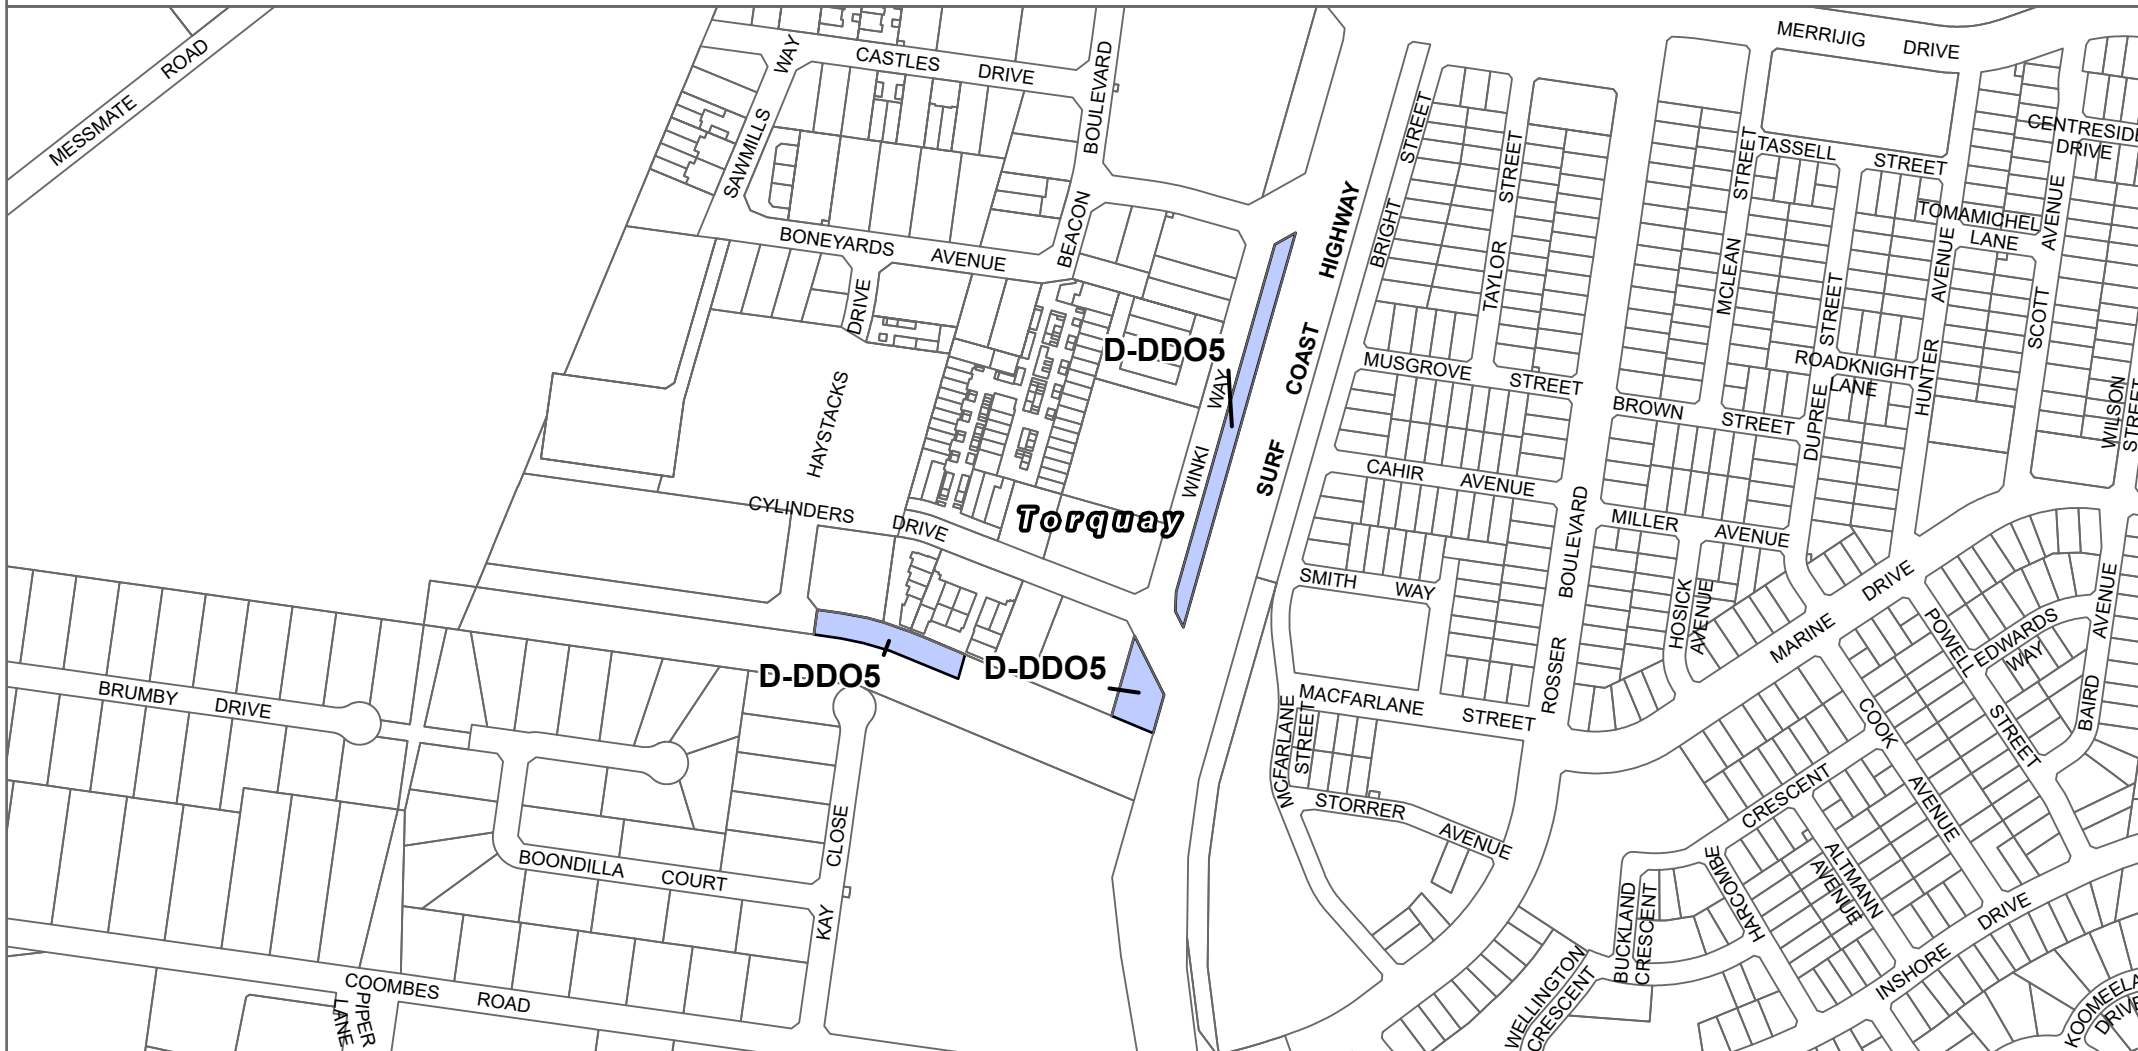 MERRIJIG DRIVE
MESSMATE ROAD
CASTLES DRIVE
SAWMILLS WAY
BEACON BOULEVARD
BONEYARDS AVENUE
HAYSTACKS DRIVE
CYLINDERS DRIVE
WINKI WAY
SURF COAST HIGHWAY
BRIGHT STREET
TAYLOR STREET
MCLEAN STREET
TASSELL STREET
CENTRESIDE
DRIVE
TOMAMICHEL
LANE
SCOTT AVENUE
HUNTER AVENUE
DUPREE STREET
ROADKNIGHT
LANE
WILSON
STREET
MUSGROVE STREET
BROWN STREET
CAHIR AVENUE
MILLER AVENUE
SMITH WAY
ROSSER BOULEVARD
HOSICK
AVENUE
MARINE DRIVE
POWELL STREET
EDWARDS
WAY
BAIRD AVENUE
D-DDO5
Torquay
D-DDO5
D-DDO5
MACFARLANE STREET
MCFARLANE
STREET
STORRER AVENUE
COOK AVENUE
CRESCENT
HARCOMBE
ALTMANN
AVENUE
BUCKLAND
CRESCENT
INSHORE DRIVE
WELLINGTON
CRESCENT
DRIVE
BRUMBY DRIVE
BOONDILLA COURT
KAY CLOSE
COOMBES ROAD
PIPER
LANE